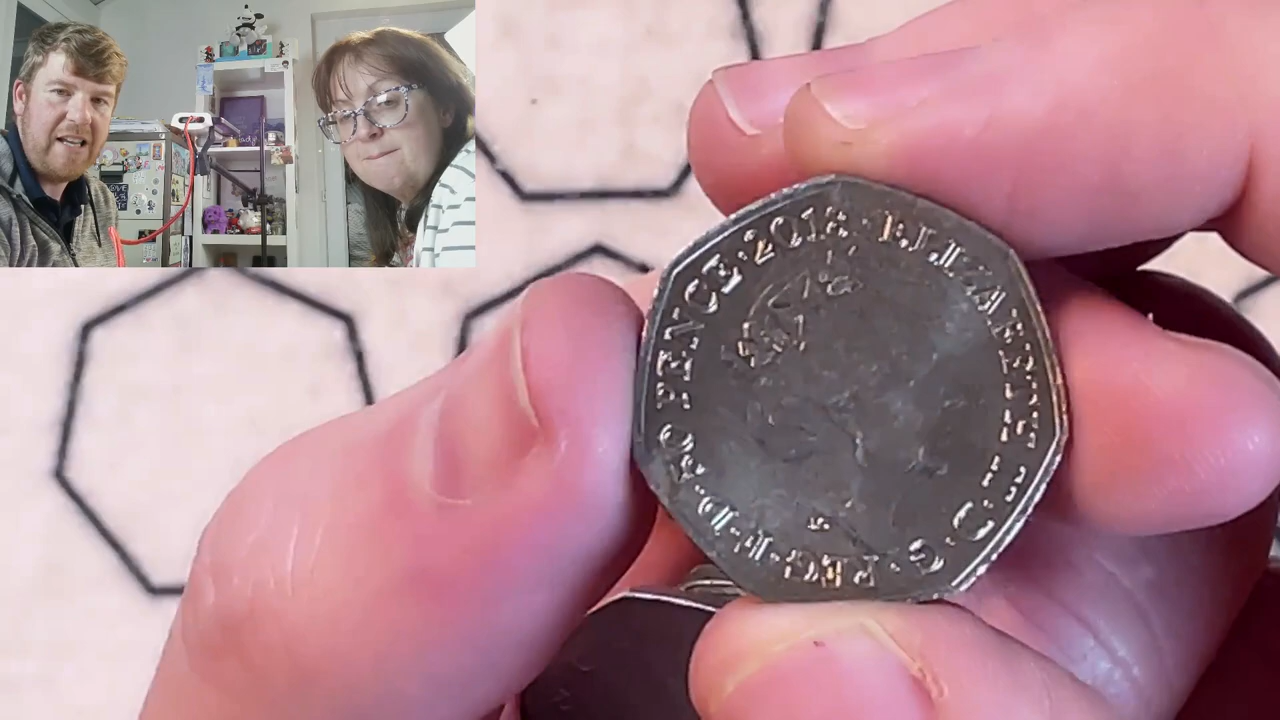 50 PENCE · 2018 · ELIZABETH II · D · G · REG · F · D ·